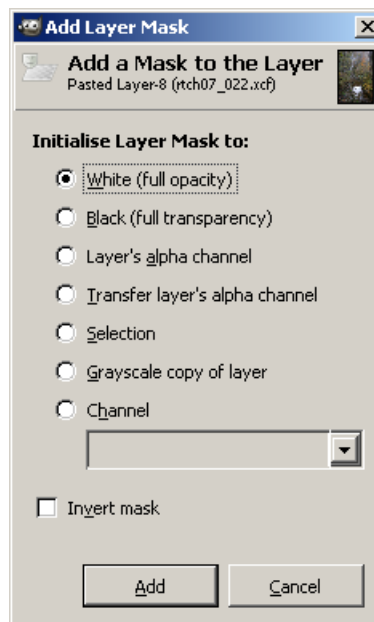 Add Layer Mask
Add a Mask to the Layer
Pasted Layer-8 (rtch07_022.xcf)
Initialise Layer Mask to:
White (full opacity)
Black (full transparency)
Layer's alpha channel
Transfer layer's alpha channel
Selection
Grayscale copy of layer
Channel
Invert mask
Add Cancel